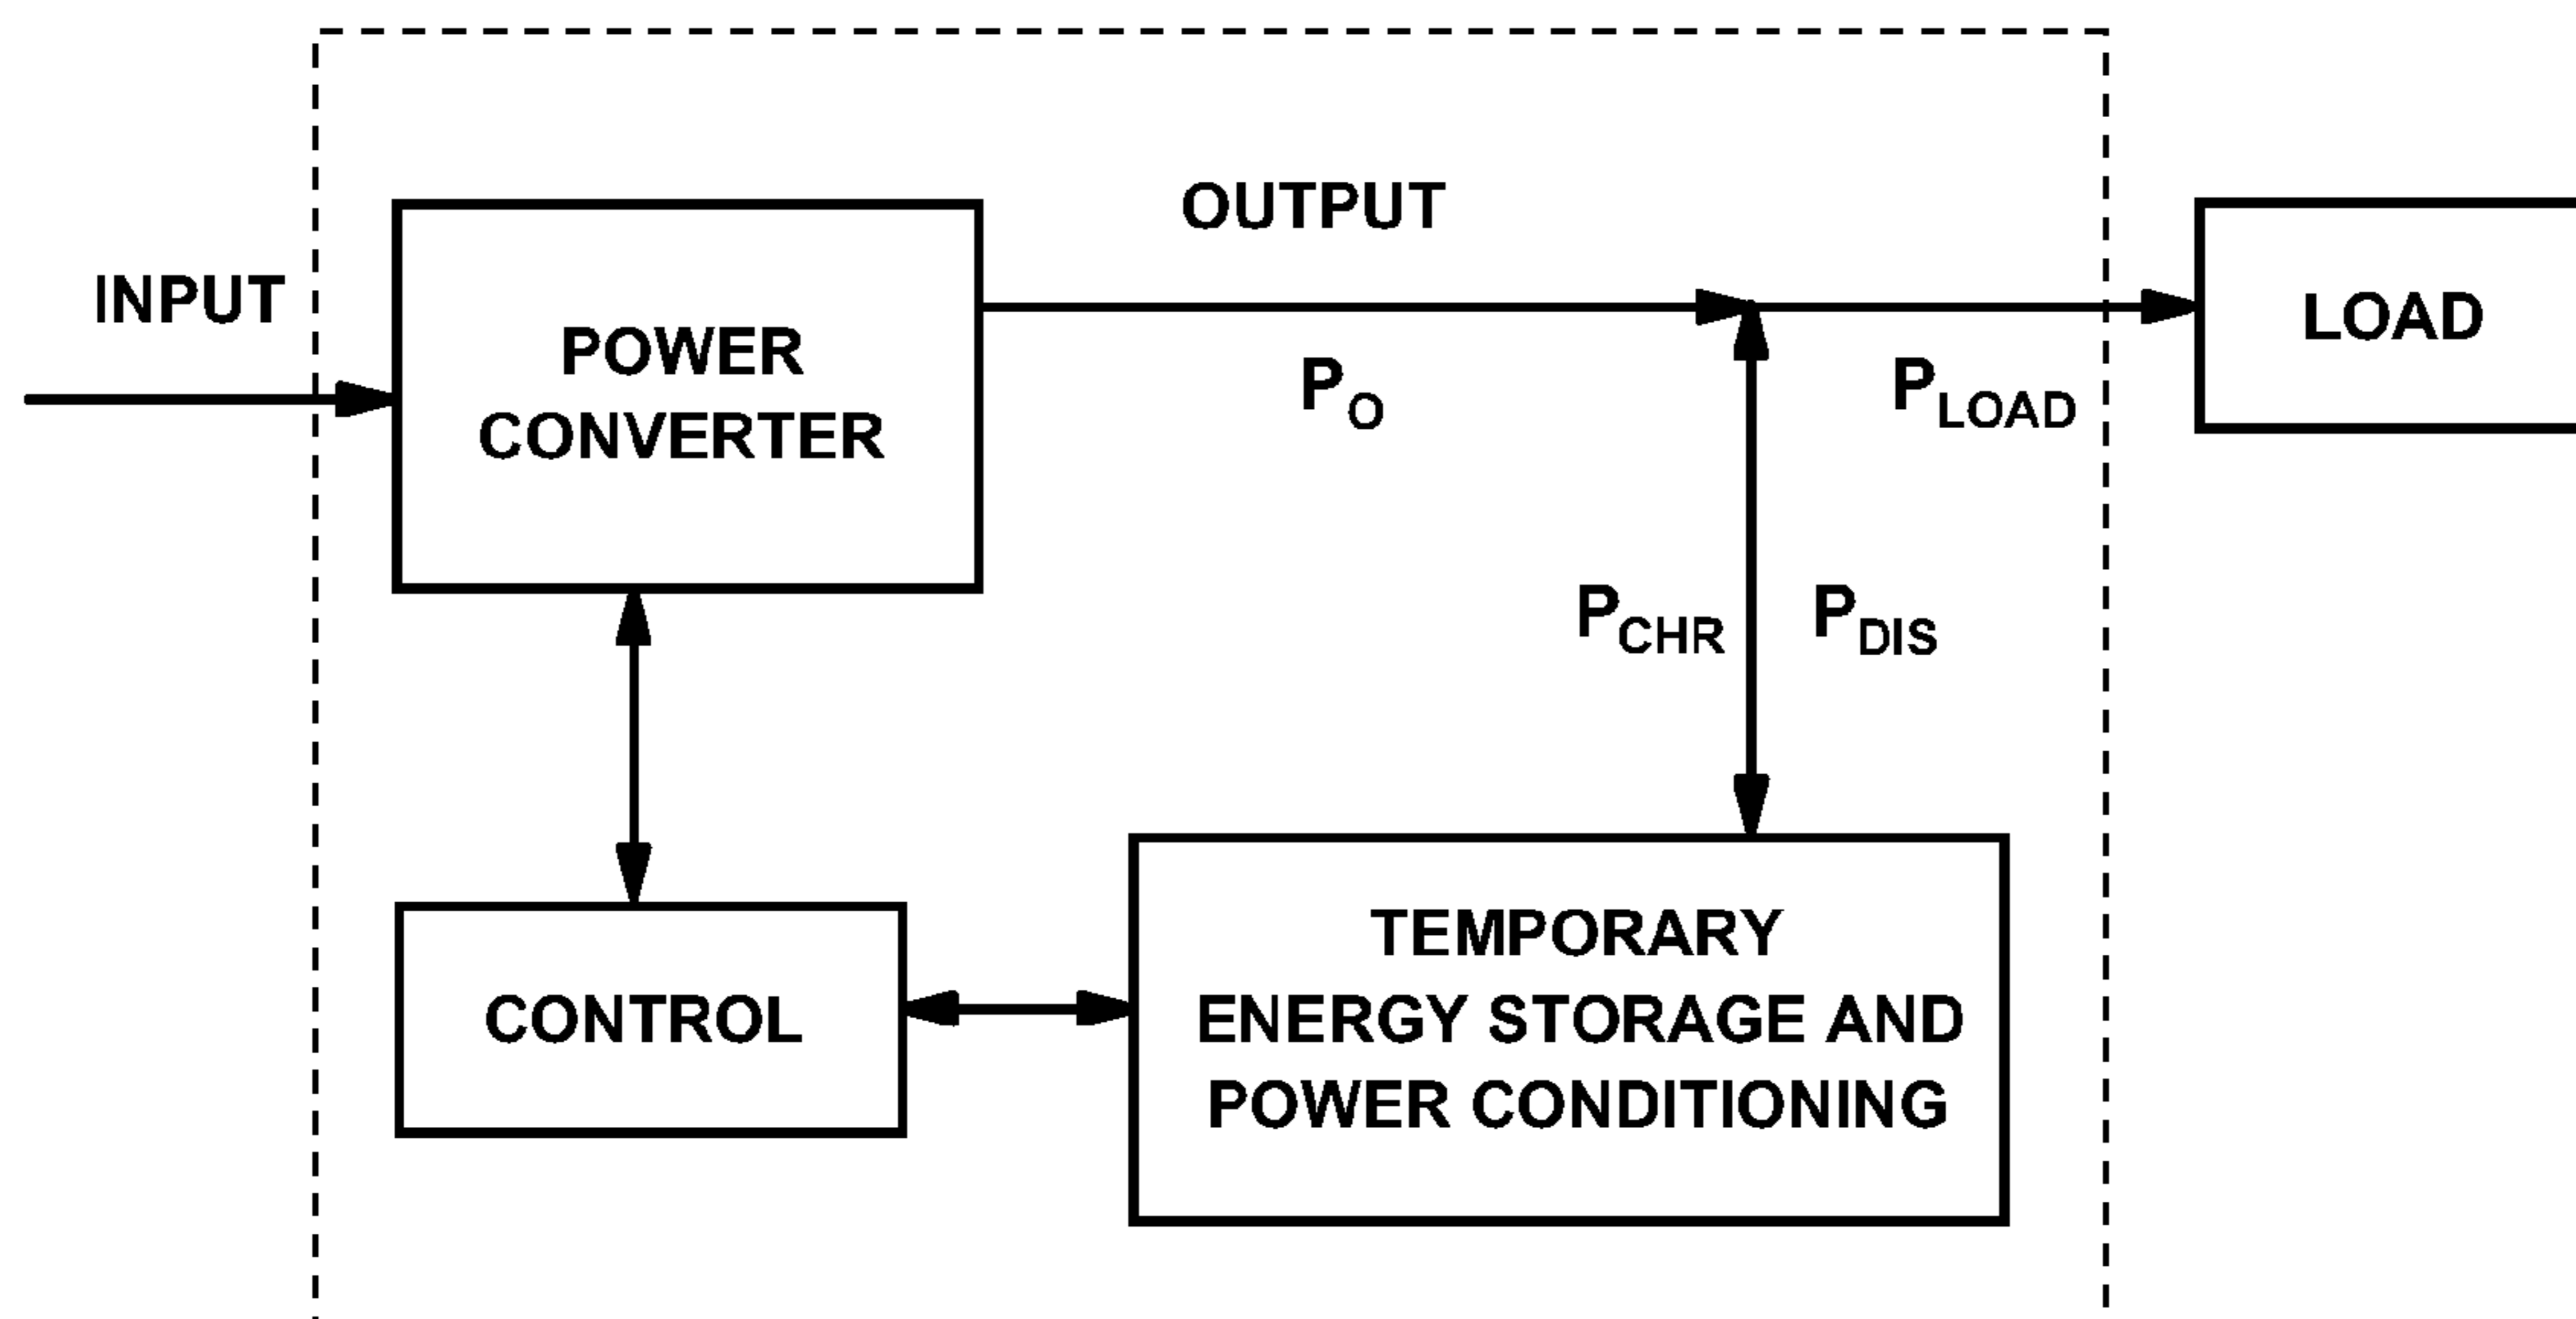 OUTPUT
INPUT
POWER
CONVERTER
LOAD
P_O
P_LOAD
P_CHR
P_DIS
CONTROL
TEMPORARY
ENERGY STORAGE AND
POWER CONDITIONING